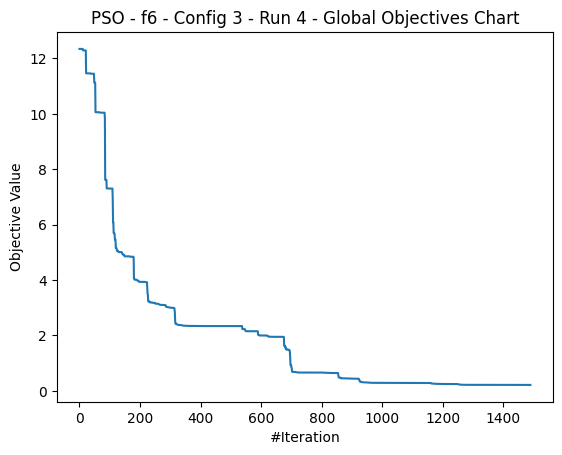 PSO - f6 - Config 3 - Run 4 - Global Objectives Chart
12
10
8
6
4
2
0
Objective Value
0 200 400 600 800 1000 1200 1400
#Iteration